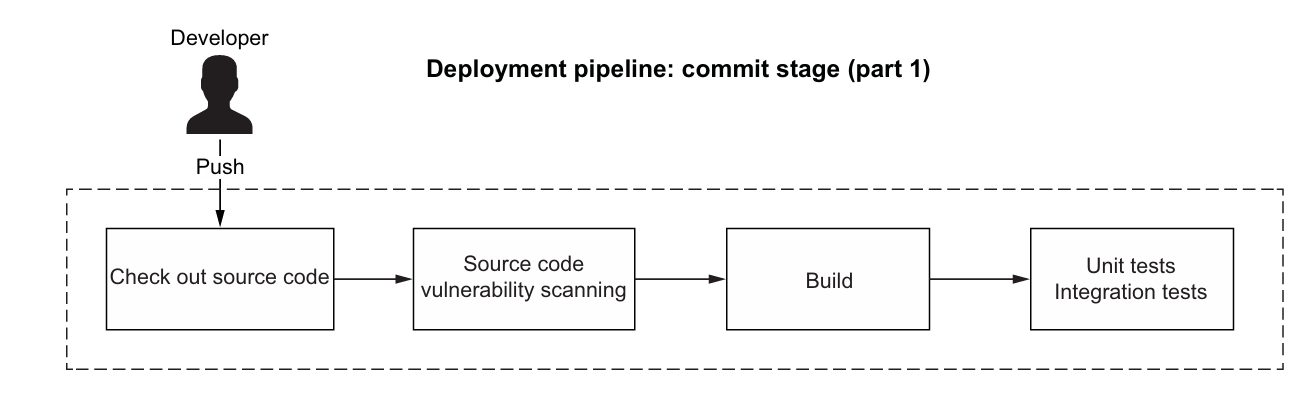 Developer
Deployment pipeline: commit stage (part 1)
Push
Check out source code
Source code
vulnerability scanning
Build
Unit tests
Integration tests